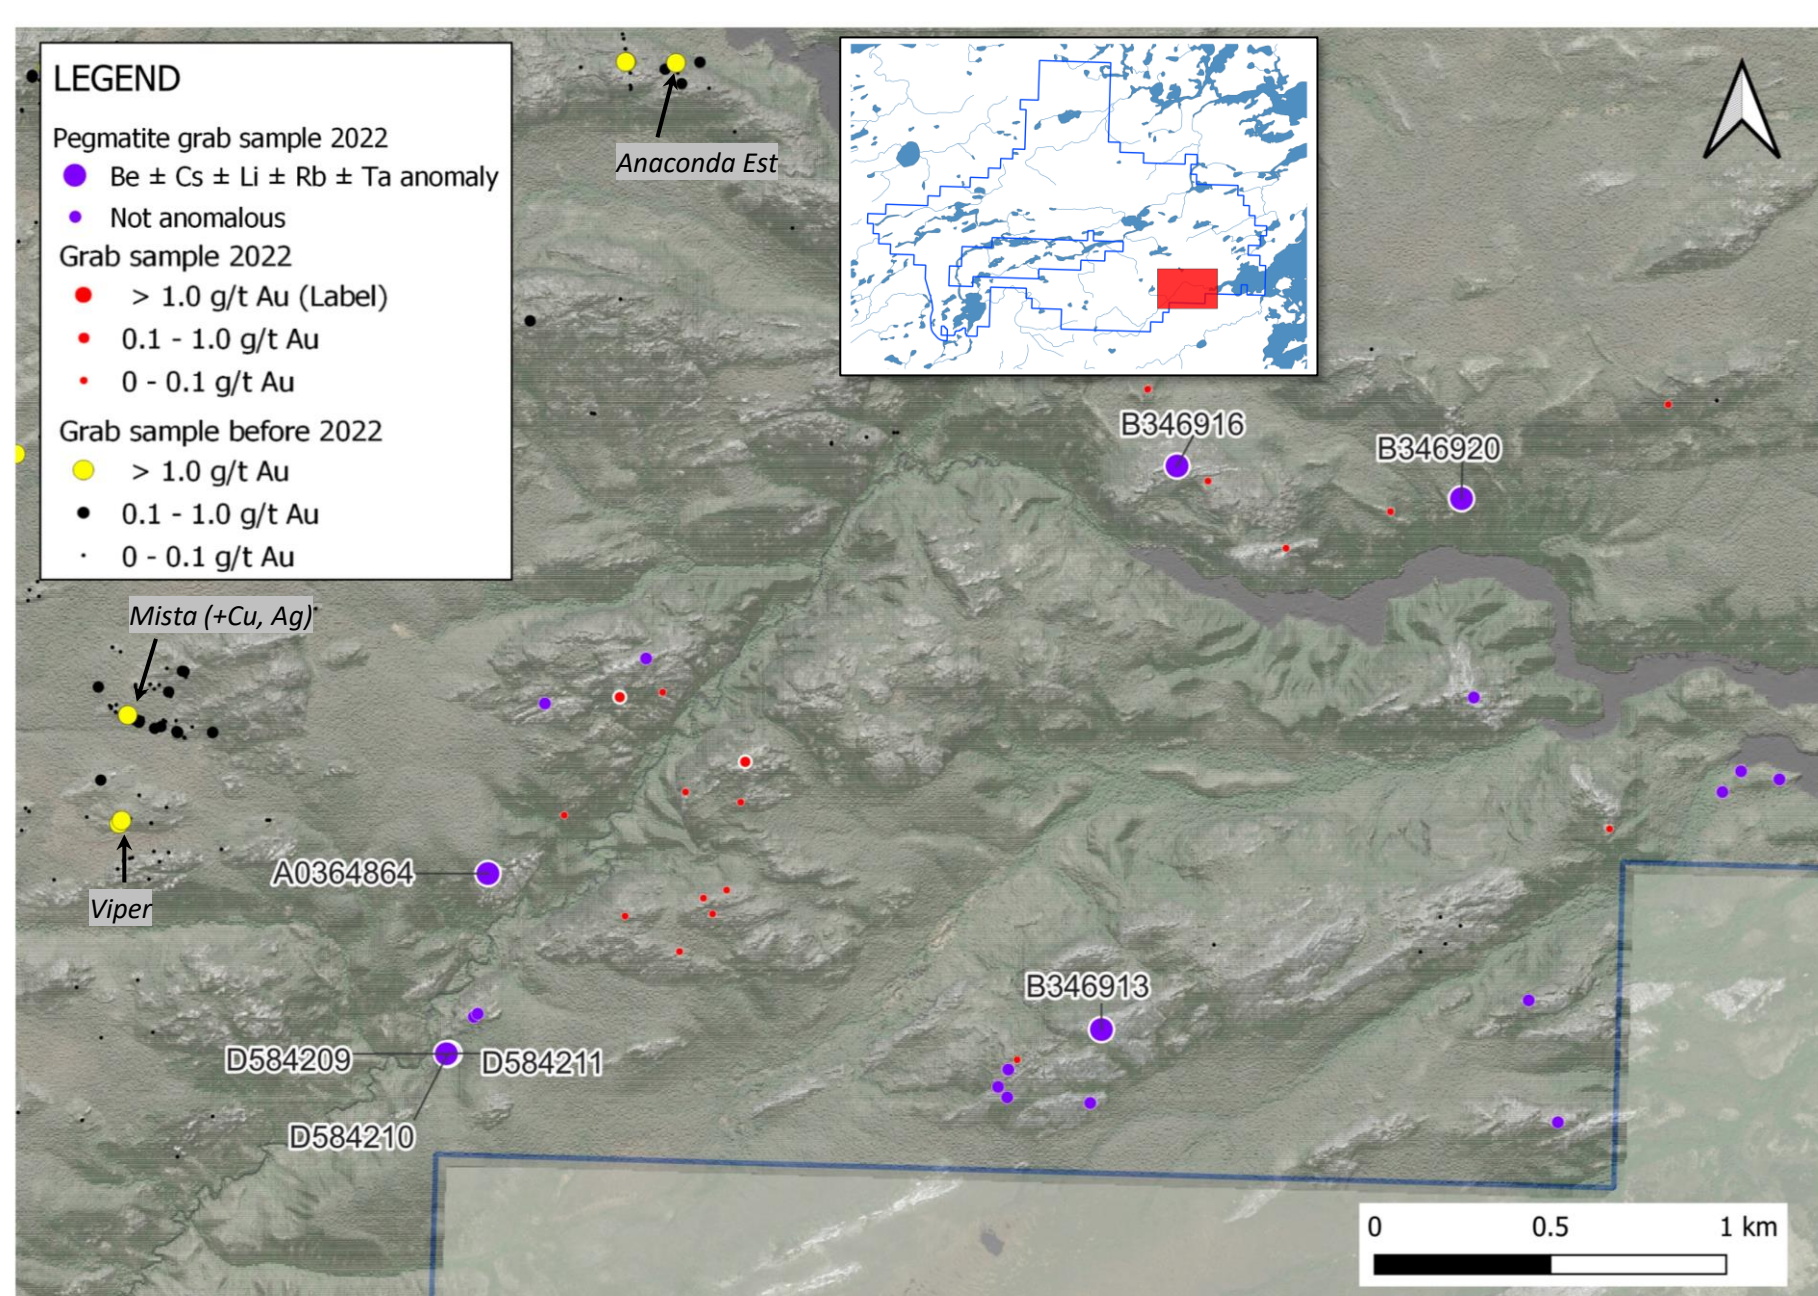 LEGEND
Pegmatite grab sample 2022
Be ± Cs ± Li ± Rb ± Ta anomaly
Not anomalous
Grab sample 2022
> 1.0 g/t Au (Label)
0.1 - 1.0 g/t Au
0 - 0.1 g/t Au
Grab sample before 2022
> 1.0 g/t Au
0.1 - 1.0 g/t Au
0 - 0.1 g/t Au
Anaconda Est
B346916
B346920
Mista (+Cu, Ag)
A0364864
Viper
B346913
D584209
D584211
D584210
0 0.5 1 km